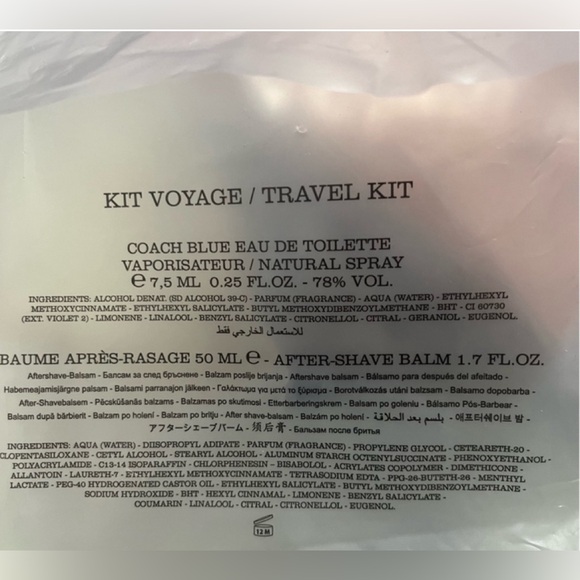 KIT VOYAGE / TRAVEL KIT
COACH BLUE EAU DE TOILETTE
VAPORISATEUR / NATURAL SPRAY
℮ 7,5 ML 0.25 FL.OZ. - 78% VOL.
INGREDIENTS: ALCOHOL DENAT. (SD ALCOHOL 39-C) - PARFUM (FRAGRANCE) - AQUA (WATER) - ETHYLHEXYL
METHOXYCINNAMATE - ETHYLHEXYL SALICYLATE - BUTYL METHOXYDIBENZOYLMETHANE - BHT - CI 60730
(EXT. VIOLET 2) - LIMONENE - LINALOOL - BENZYL SALICYLATE - CITRONELLOL - CITRAL - GERANIOL - EUGENOL.
للاستعمال الخارجي فقط
BAUME APRÈS-RASAGE 50 ML ℮ - AFTER-SHAVE BALM 1.7 FL.OZ.
Aftershave-Balsam - Балсам за след бръснене - Balzam poslije brijanja - Aftershave balsam - Bálsamo para después del afeitado -
Habemeajamisjärgne palsam - Balsami parranajon jälkeen - Γαλάκτωμα για μετά το ξύρισμα - Borotválkozás utáni balzsam - Balsamo dopobarba -
After-Shavebalsem - Pēcskūšanās balzams - Balzamas po skutimosi - Etterbarberingskrem - Balsam po goleniu - Bálsamo Pós-Barbear -
Balsam după bărbierit - Balzam po holení - Balzam po britju - After shave-balsam - Balzám po holení - بلسم بعد الحلاقة - 애프터쉐이브 밤 -
アフターシェーブバーム - 须后膏 - Бальзам после бритья
INGREDIENTS: AQUA (WATER) - DIISOPROPYL ADIPATE - PARFUM (FRAGRANCE) - PROPYLENE GLYCOL - CETEARETH-20 -
CLOPENTASILOXANE - CETYL ALCOHOL - STEARYL ALCOHOL - ALUMINUM STARCH OCTENYLSUCCINATE - PHENOXYETHANOL -
POLYACRYLAMIDE - C13-14 ISOPARAFFIN - CHLORPHENESIN - BISABOLOL - ACRYLATES COPOLYMER - DIMETHICONE -
ALLANTOIN - LAURETH-7 - ETHYLHEXYL METHOXYCINNAMATE - TETRASODIUM EDTA - PPG-26-BUTETH-26 - MENTHYL
LACTATE - PEG-40 HYDROGENATED CASTOR OIL - ETHYLHEXYL SALICYLATE - BUTYL METHOXYDIBENZOYLMETHANE -
SODIUM HYDROXIDE - BHT - HEXYL CINNAMAL - LIMONENE - BENZYL SALICYLATE -
COUMARIN - LINALOOL - CITRAL - CITRONELLOL - EUGENOL.
12 M